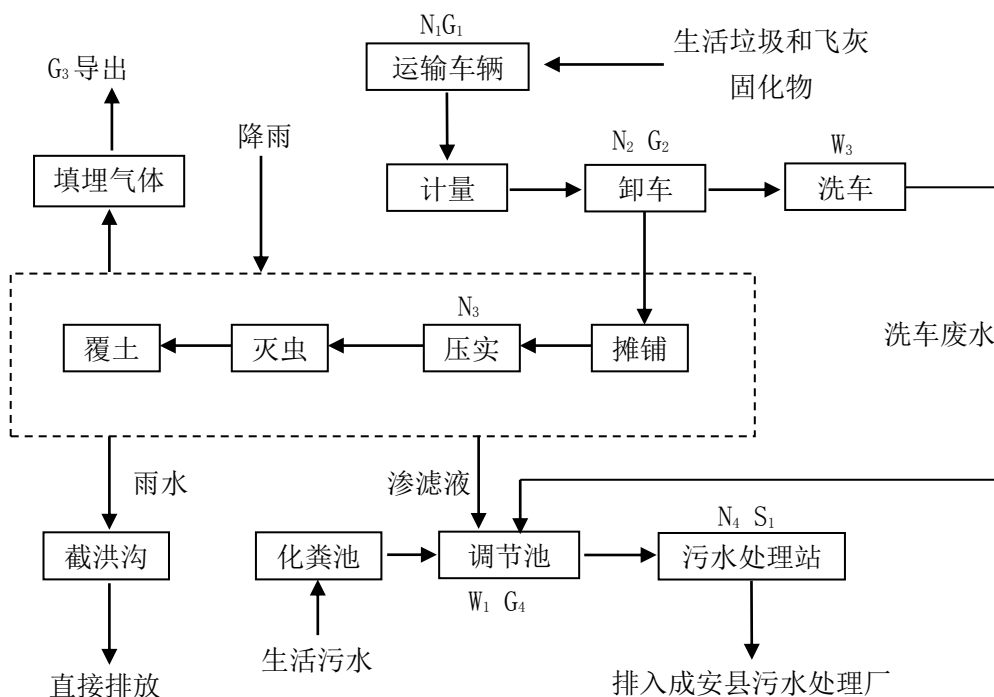 N₁G₁
生活垃圾和飞灰
固化物
运输车辆
G₃导出
降雨
N₂ G₂
W₃
填埋气体
计量
卸车
洗车
N₃
洗车废水
覆土
灭虫
压实
摊铺
雨水
渗滤液
N₄ S₁
截洪沟
化粪池
调节池
污水处理站
W₁ G₄
生活污水
直接排放
排入成安县污水处理厂